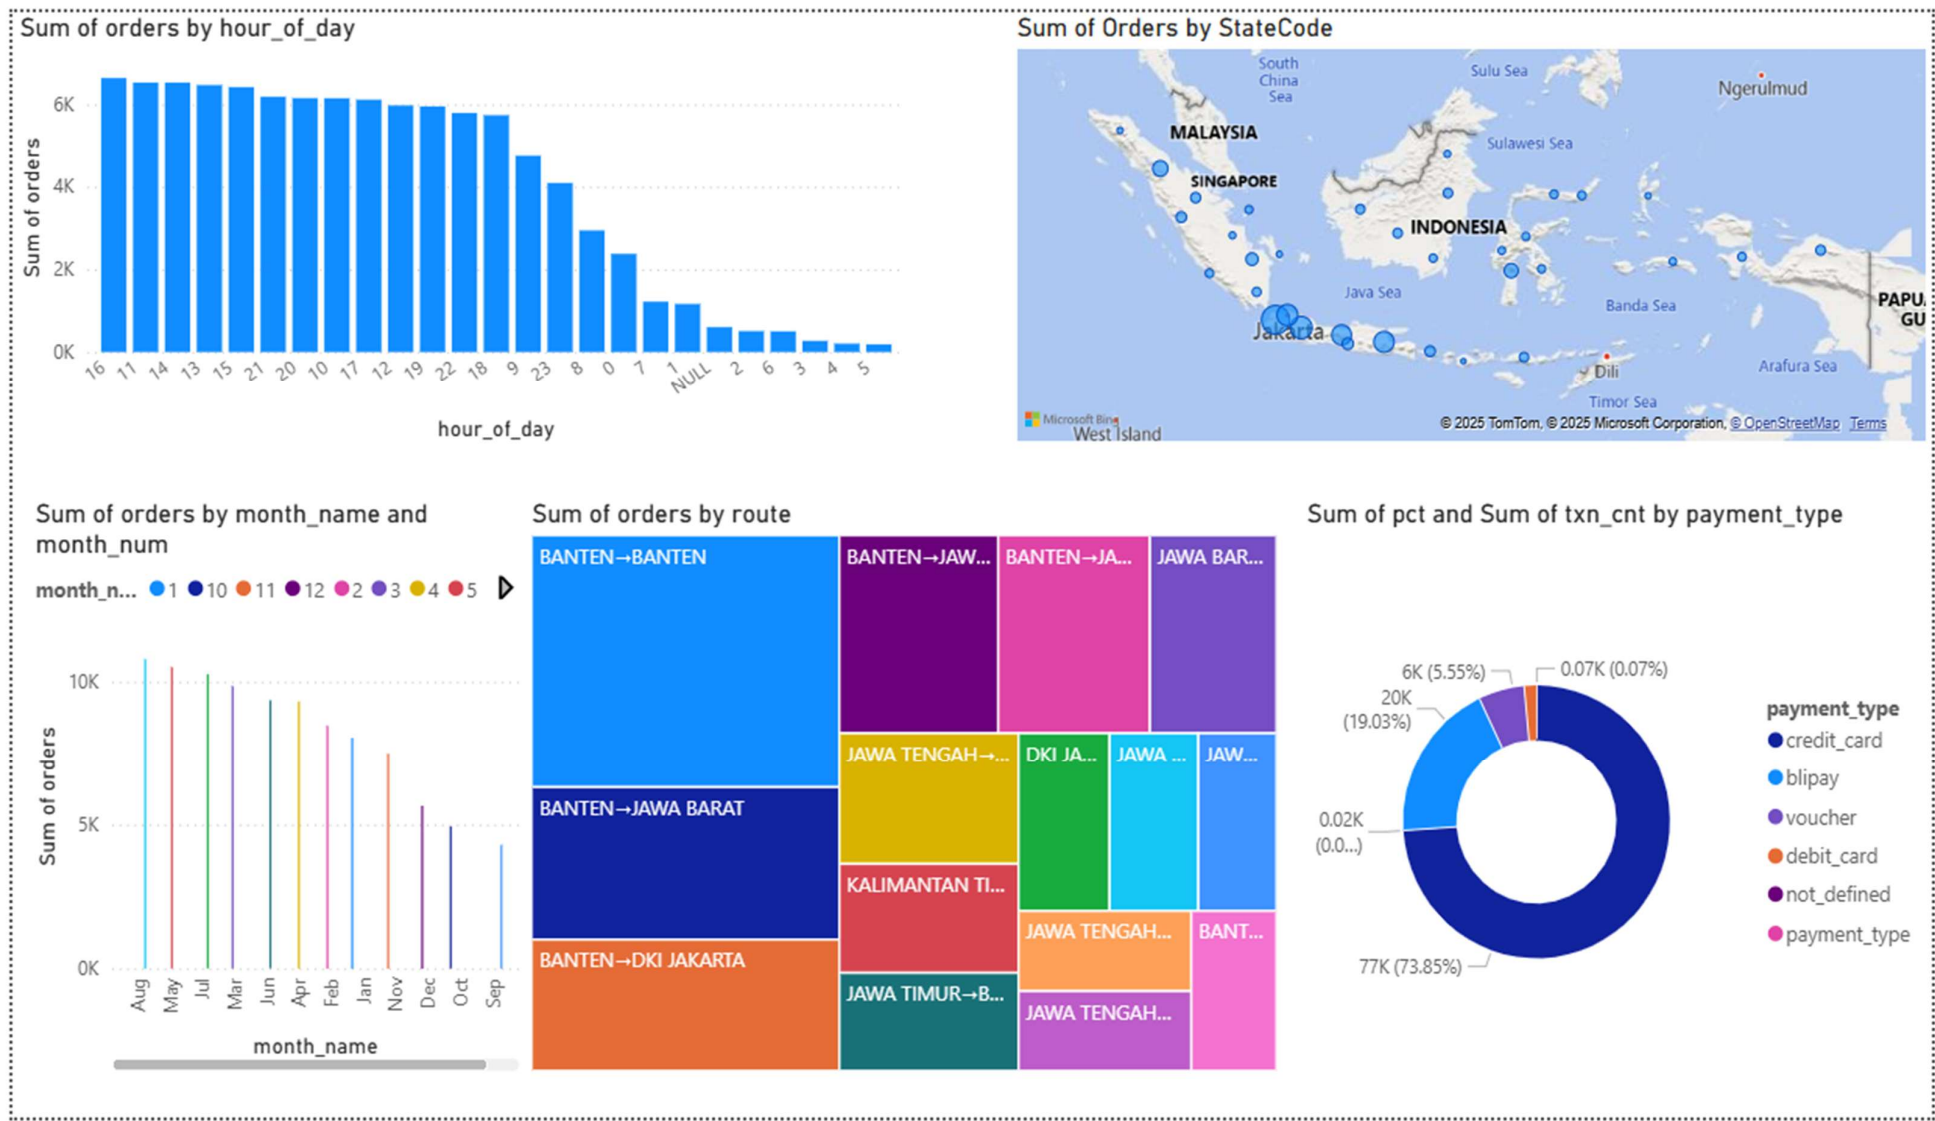 Sum of orders by hour_of_day
Sum of orders
6K
4K
2K
0K
16 11 14 13 15 21 20 10 17 12 19 22 18 9 23 8 0 7 1 NULL 2 6 3 4 5
hour_of_day
Sum of Orders by StateCode
South
China
Sea
Sulu Sea
Ngerulmud
MALAYSIA
Sulawesi Sea
SINGAPORE
INDONESIA
Java Sea
Banda Sea
PAPU
GU
Jakarta
Dili
Arafura Sea
Timor Sea
Microsoft Bing
West Island
© 2025 TomTom, © 2025 Microsoft Corporation, © OpenStreetMap Terms
Sum of orders by month_name and
month_num
month_n... 1 10 11 12 2 3 4 5
Sum of orders
10K
5K
0K
Aug May Jul Mar Jun Apr Feb Jan Nov Dec Oct Sep
month_name
Sum of orders by route
BANTEN→BANTEN
BANTEN→JAWA BARAT
BANTEN→DKI JAKARTA
BANTEN→JAW...
BANTEN→JA...
JAWA BAR...
JAWA TENGAH→...
KALIMANTAN TI...
JAWA TIMUR→B...
DKI JA...
JAWA ...
JAW...
JAWA TENGAH...
JAWA TENGAH...
BANT...
Sum of pct and Sum of txn_cnt by payment_type
6K (5.55%)
0.07K (0.07%)
20K
(19.03%)
0.02K
(0.0...)
77K (73.85%)
payment_type
credit_card
blipay
voucher
debit_card
not_defined
payment_type